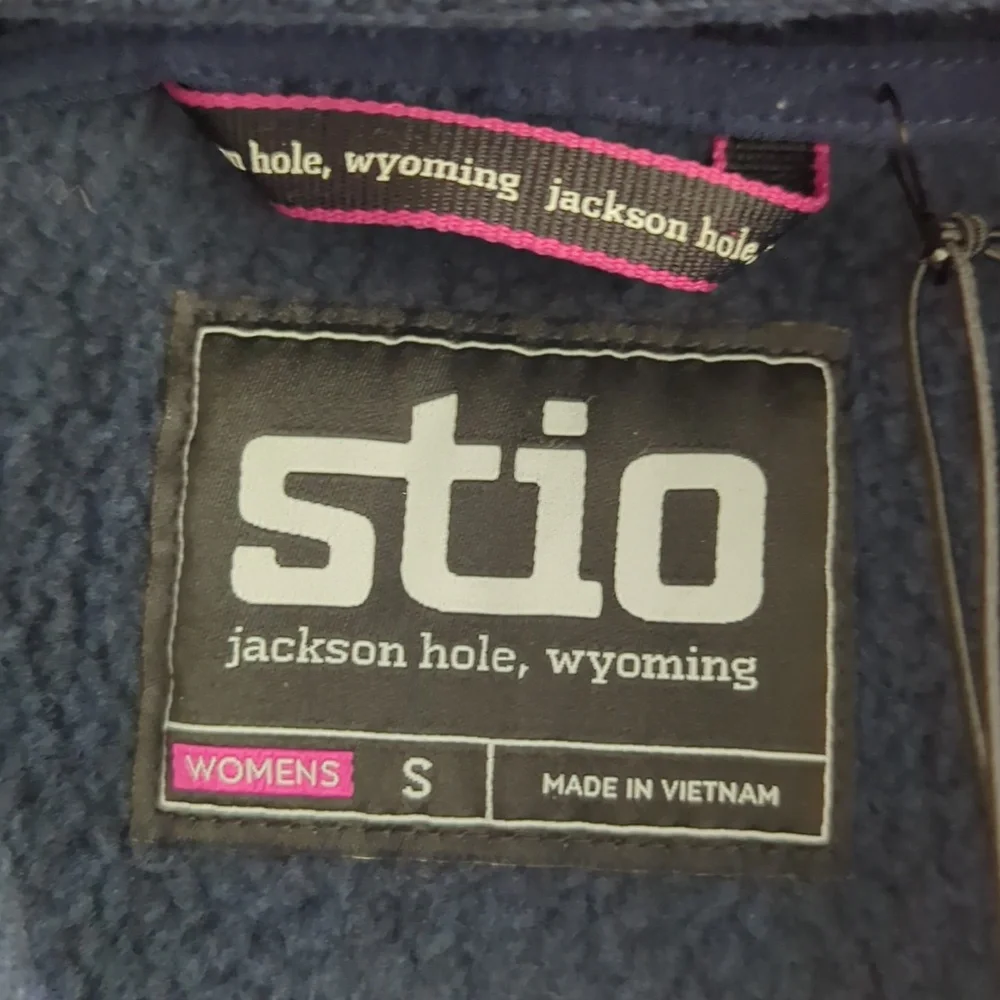 hole, wyoming jackson hole,
stio
jackson hole, wyoming
WOMENS S MADE IN VIETNAM